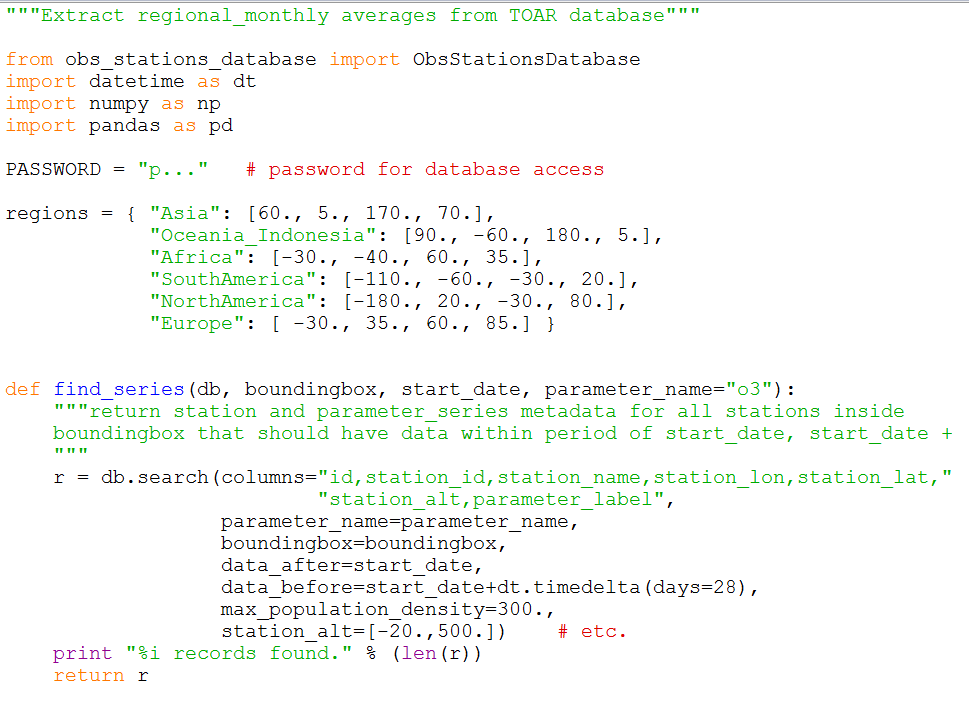 """Extract regional_monthly averages from TOAR database"""

from obs_stations_database import ObsStationsDatabase
import datetime as dt
import numpy as np
import pandas as pd

PASSWORD = "p..."   # password for database access

regions = { "Asia": [60., 5., 170., 70.],
            "Oceania_Indonesia": [90., -60., 180., 5.],
            "Africa": [-30., -40., 60., 35.],
            "SouthAmerica": [-110., -60., -30., 20.],
            "NorthAmerica": [-180., 20., -30., 80.],
            "Europe": [ -30., 35., 60., 85.] }


def find_series(db, boundingbox, start_date, parameter_name="o3"):
    """return station and parameter_series metadata for all stations inside
    boundingbox that should have data within period of start_date, start_date +
    """
    r = db.search(columns="id,station_id,station_name,station_lon,station_lat,"
                          "station_alt,parameter_label",
                  parameter_name=parameter_name,
                  boundingbox=boundingbox,
                  data_after=start_date,
                  data_before=start_date+dt.timedelta(days=28),
                  max_population_density=300.,
                  station_alt=[-20.,500.])    # etc.
    print "%i records found." % (len(r))
    return r